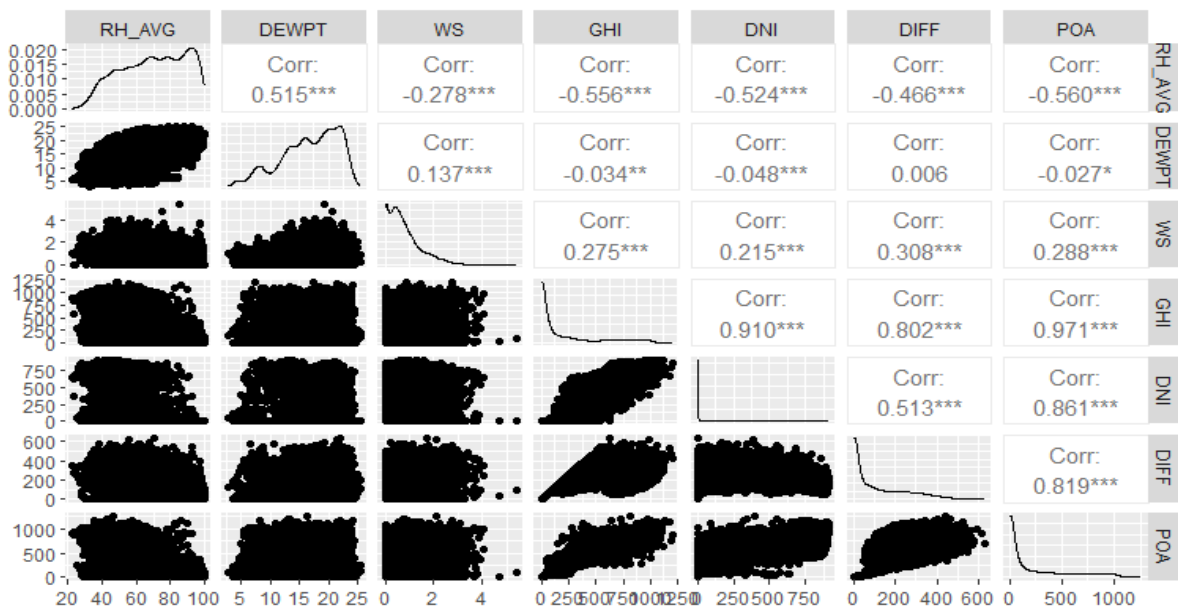 RH_AVG DEWPT WS GHI DNI DIFF POA
0.020
0.015
0.010
0.005
0.000
Corr:
0.515***
Corr:
-0.278***
Corr:
-0.556***
Corr:
-0.524***
Corr:
-0.466***
Corr:
-0.560***
RH_AVG
25
20
15
10
5
Corr:
0.137***
Corr:
-0.034**
Corr:
-0.048***
Corr:
0.006
Corr:
-0.027*
DEWPT
4
2
0
Corr:
0.275***
Corr:
0.215***
Corr:
0.308***
Corr:
0.288***
WS
1250
1000
750
500
250
0
Corr:
0.910***
Corr:
0.802***
Corr:
0.971***
GHI
750
500
250
0
Corr:
0.513***
Corr:
0.861***
DNI
600
400
200
0
Corr:
0.819***
DIFF
1000
500
0
POA
20 40 60 80 100 5 10 15 20 25 0 2 4 0 250 500 750 1000 1250 0 250 500 750 0 200 400 600 0 500 1000